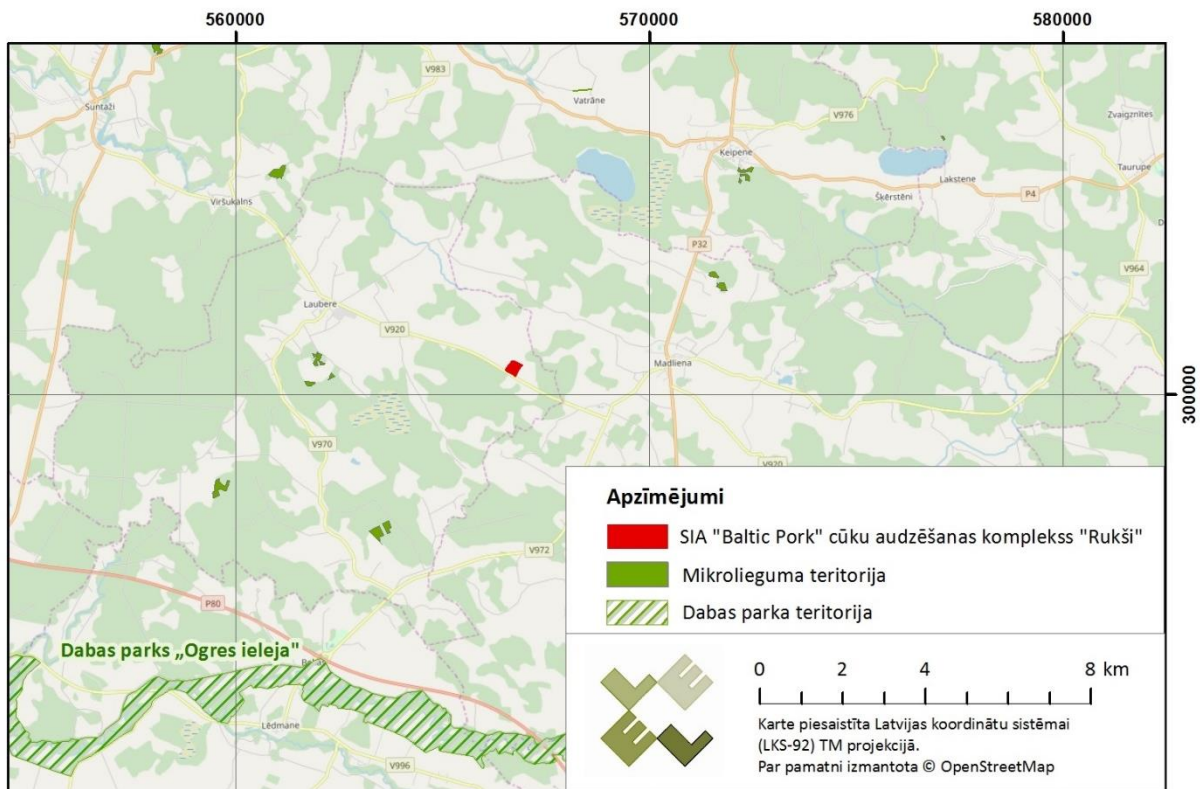 560000
570000
580000
V983
Vatrāne
Suntaži
V976
Zvaigznītes
Ķeipene
Lakstene
Taurupe
Viršukalns
Šķērstēni
P4
P32
V964
Laubere
V920
Madliena
300000
V970
V920
V972
P80
Dabas parks „Ogres ieleja"
Lēdmane
V996
Apzīmējumi
SIA "Baltic Pork" cūku audzēšanas komplekss "Rukši"
Mikrolieguma teritorija
Dabas parka teritorija
0 2 4 8 km
Karte piesaistīta Latvijas koordinātu sistēmai
(LKS-92) TM projekcijā.
Par pamatni izmantota © OpenStreetMap